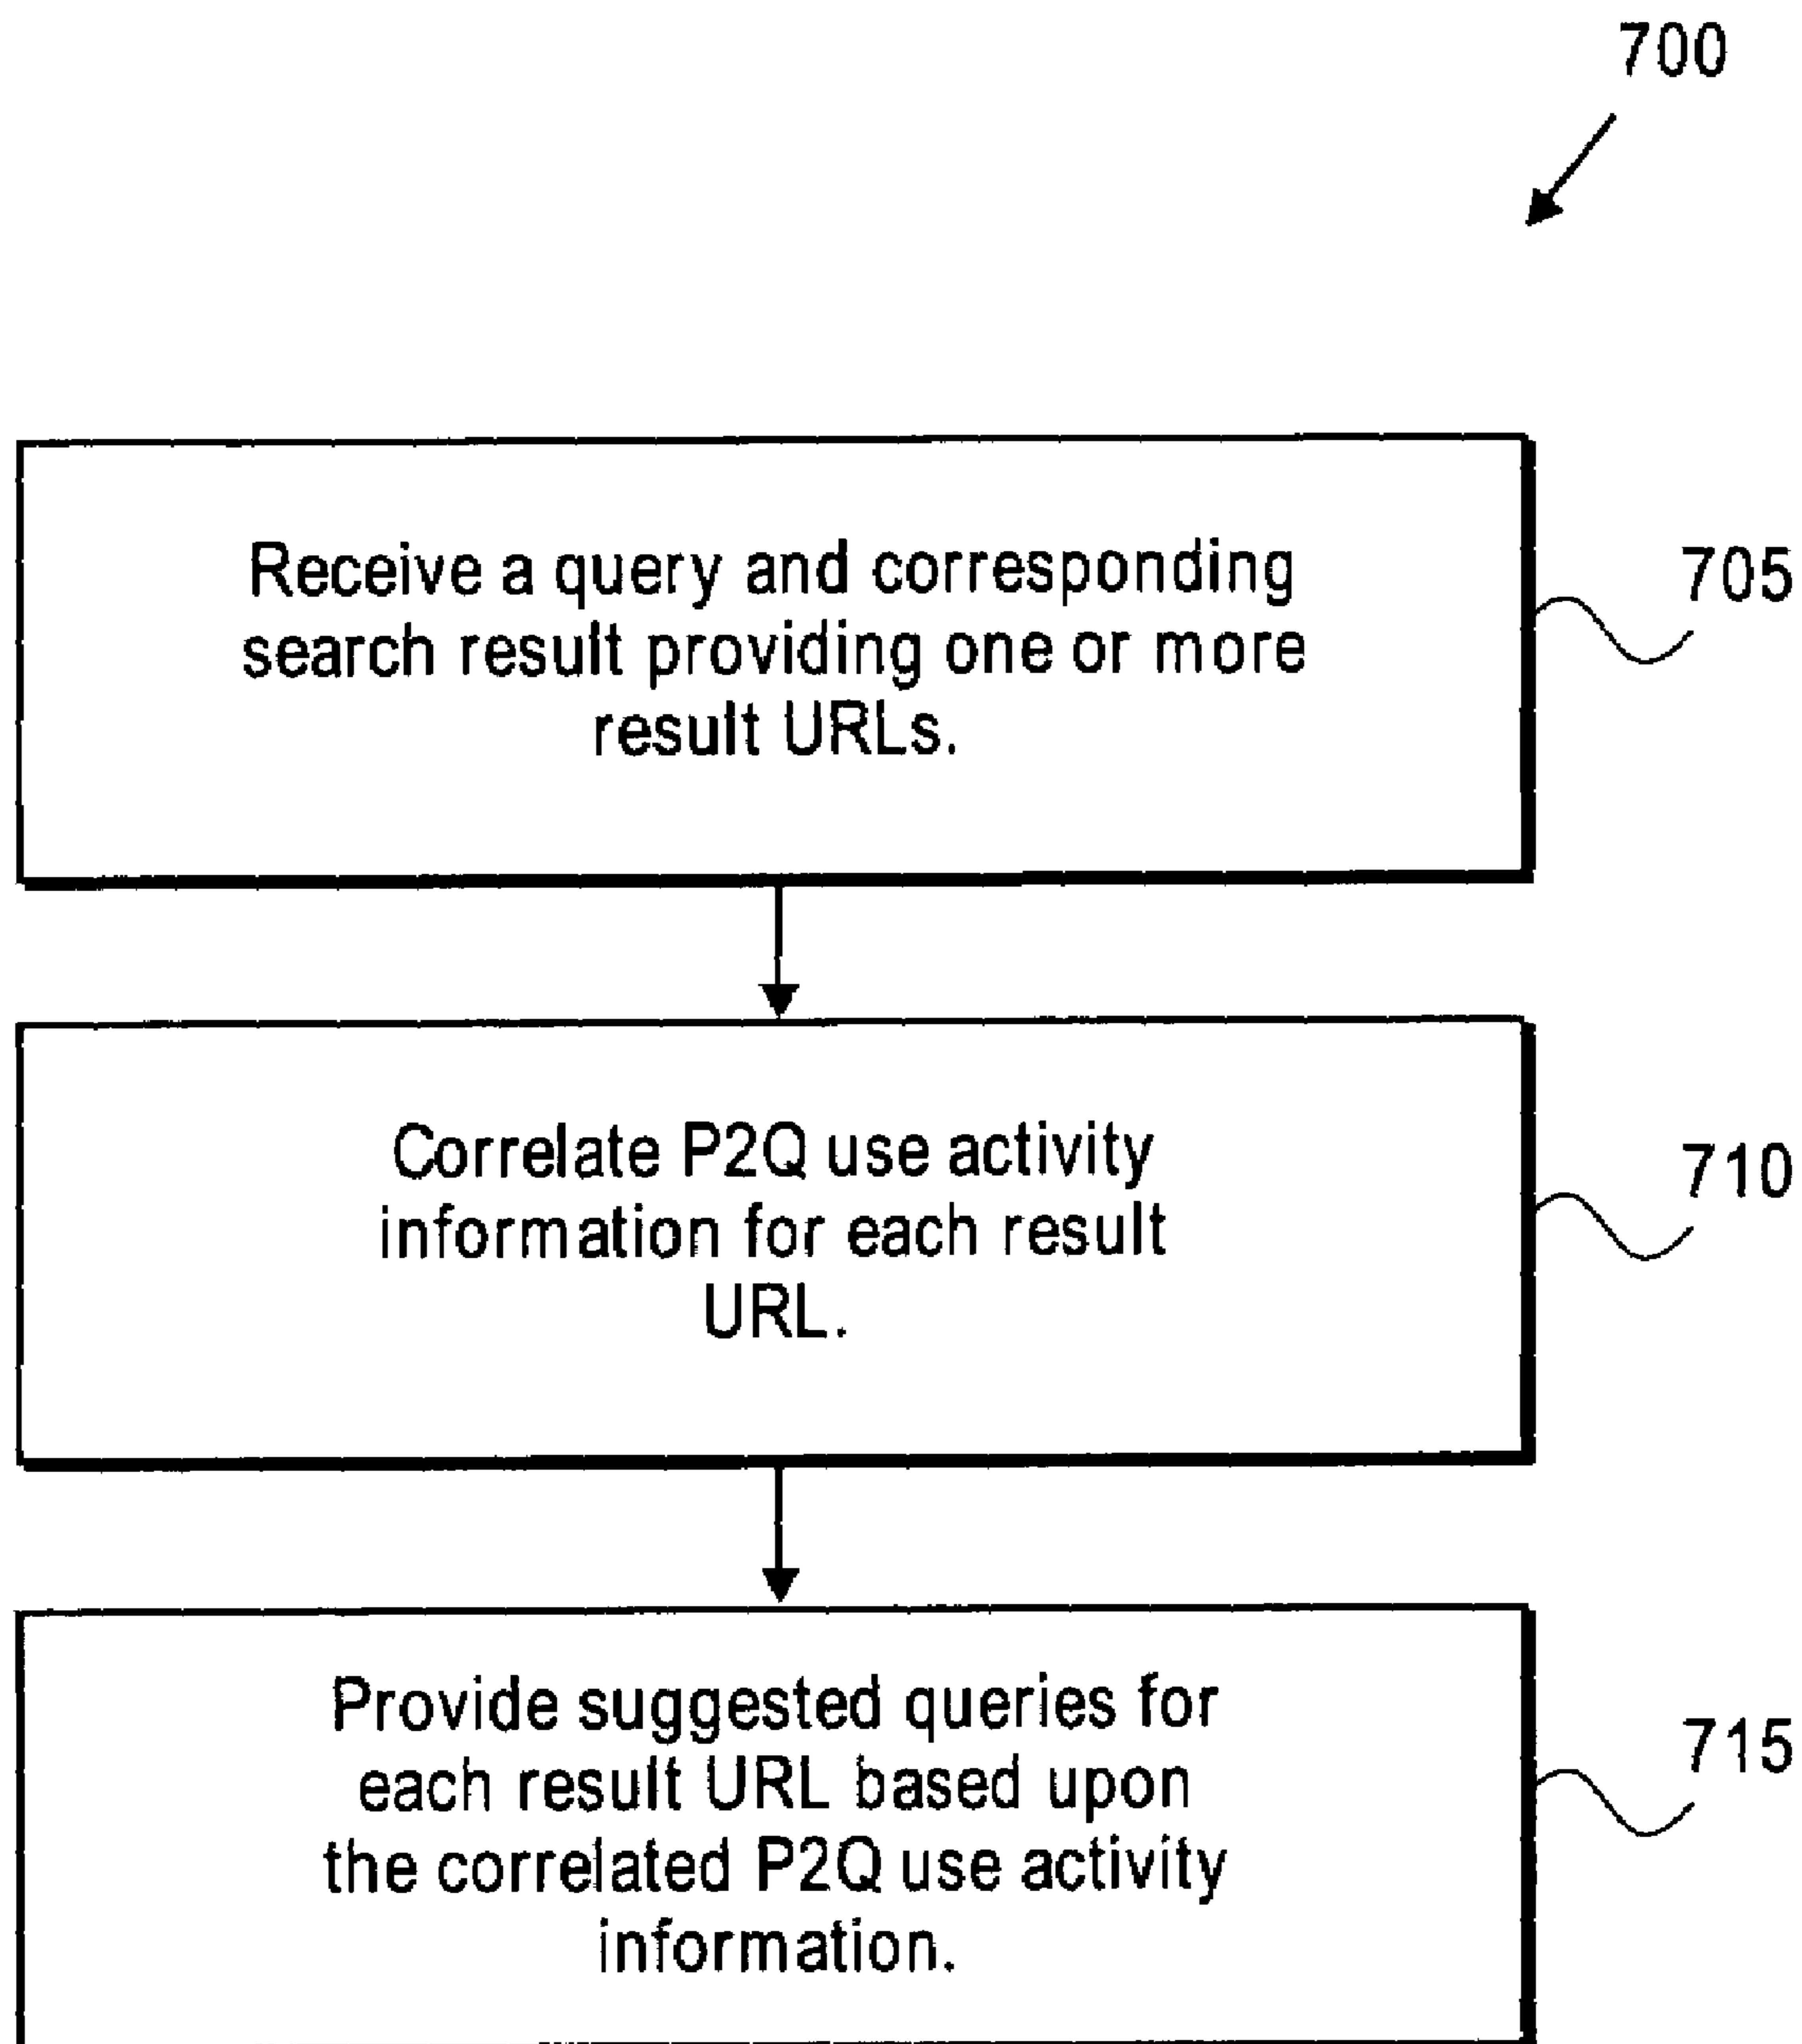 700
Receive a query and corresponding
search result providing one or more
result URLs.
705
Correlate P2Q use activity
information for each result
URL.
710
Provide suggested queries for
each result URL based upon
the correlated P2Q use activity
information.
715